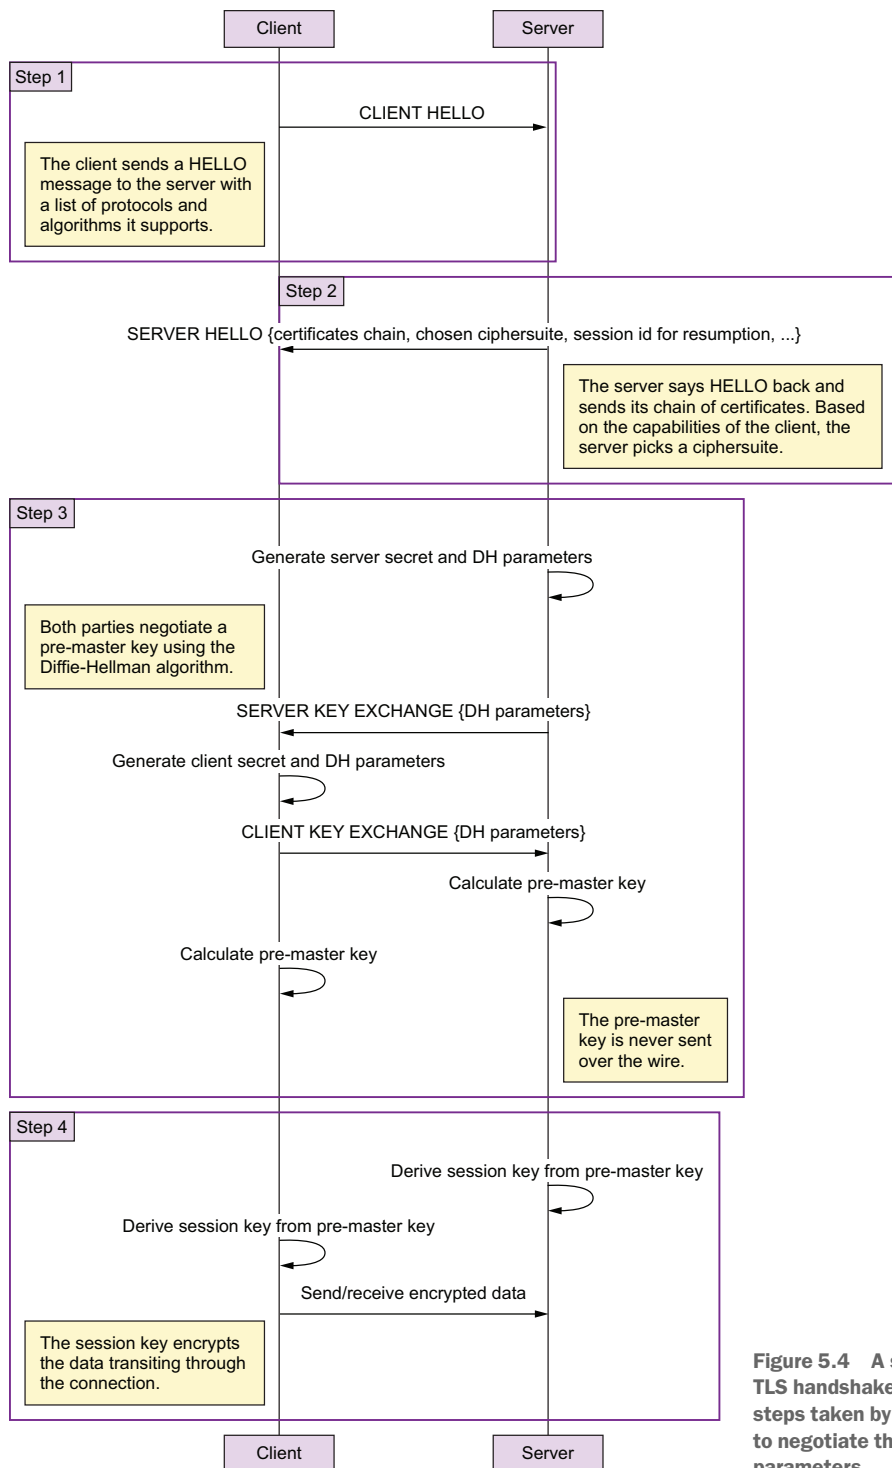 Client
Server
Step 1
CLIENT HELLO
The client sends a HELLO
message to the server with
a list of protocols and
algorithms it supports.
Step 2
SERVER HELLO {certificates chain, chosen ciphersuite, session id for resumption, ...}
The server says HELLO back and
sends its chain of certificates. Based
on the capabilities of the client, the
server picks a ciphersuite.
Step 3
Generate server secret and DH parameters
Both parties negotiate a
pre-master key using the
Diffie-Hellman algorithm.
SERVER KEY EXCHANGE {DH parameters}
Generate client secret and DH parameters
CLIENT KEY EXCHANGE {DH parameters}
Calculate pre-master key
Calculate pre-master key
The pre-master
key is never sent
over the wire.
Step 4
Derive session key from pre-master key
Derive session key from pre-master key
Send/receive encrypted data
The session key encrypts
the data transiting through
the connection.
Figure 5.4 A
TLS handshake
steps taken by
to negotiate
parameters
Client
Server